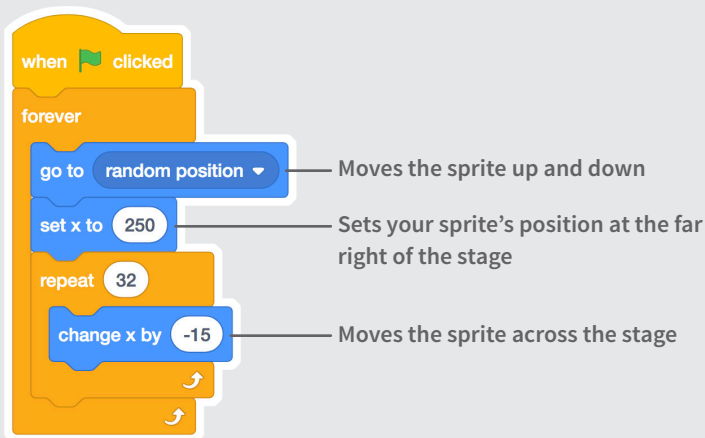 when clicked
forever
go to random position
Moves the sprite up and down
set x to 250
Sets your sprite’s position at the far
right of the stage
repeat 32
change x by -15
Moves the sprite across the stage